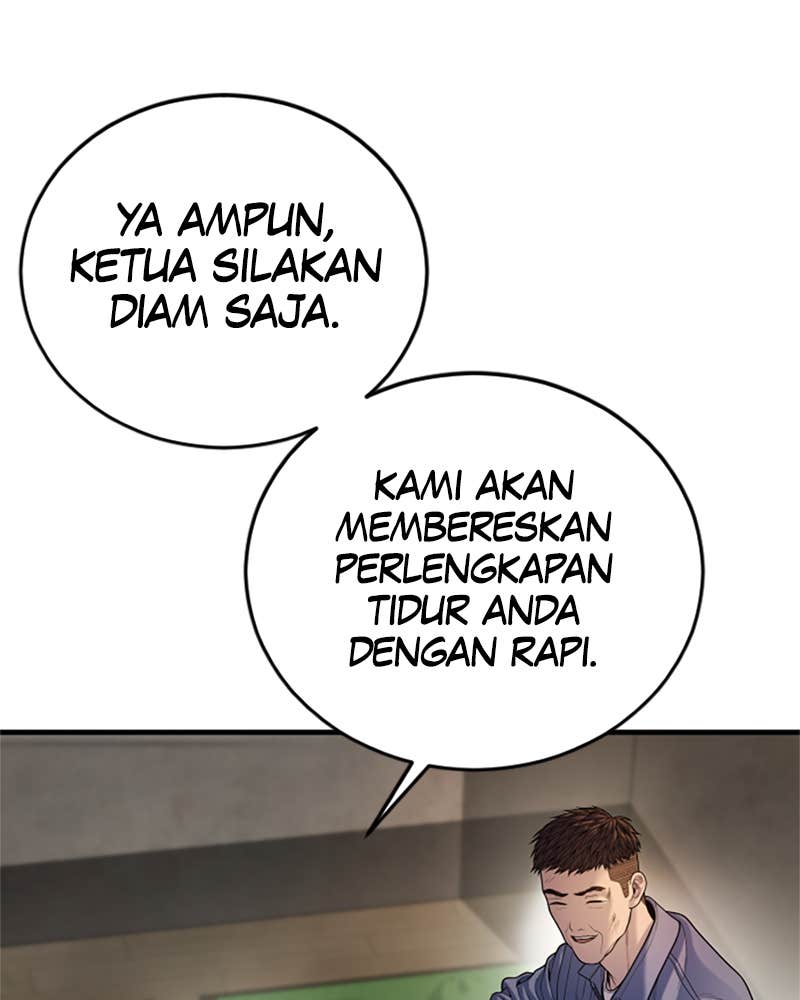 YA AMPUN,
KETUA SILAKAN
DIAM SAJA.
KAMI AKAN
MEMBERESKAN
PERLENGKAPAN
TIDUR ANDA
DENGAN RAPI.